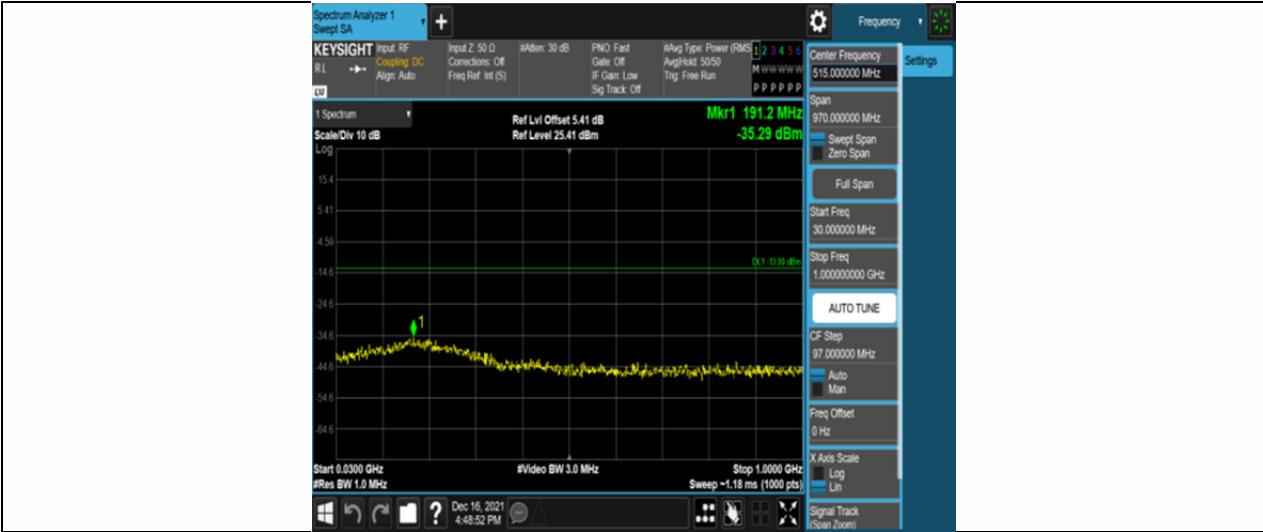 Spectrum Analyzer 1
Swept SA
+
Frequency
KEYSIGHT
RL
LV
Input: RF
Coupling: DC
Align: Auto
Input Z: 50 Ω
Corrections: Off
Freq Ref: Int (S)
#Atten: 30 dB
PNO: Fast
Gate: Off
IF Gain: Low
Sig Track: Off
#Avg Type: Power (RMS
Avg|Hold: 50/50
Trig: Free Run
1 2 3 4 5 6
M W W W W W
P P P P P P
1 Spectrum
Scale/Div 10 dB
Log
Ref Lvl Offset 5.41 dB
Ref Level 25.41 dBm
Mkr1 191.2 MHz
-35.29 dBm
15.4
5.41
-4.59
DL1 -13.00 dBm
-14.6
-24.6
1
-34.6
-44.6
-54.6
-64.6
Start 0.0300 GHz
#Res BW 1.0 MHz
#Video BW 3.0 MHz
Stop 1.0000 GHz
Sweep ~1.18 ms (1000 pts)
?
Dec 16, 2021
4:48:52 PM
Center Frequency
515.000000 MHz
Settings
Span
970.000000 MHz
Swept Span
Zero Span
Full Span
Start Freq
30.000000 MHz
Stop Freq
1.000000000 GHz
AUTO TUNE
CF Step
97.000000 MHz
Auto
Man
Freq Offset
0 Hz
X Axis Scale
Log
Lin
Signal Track
(Span Zoom)